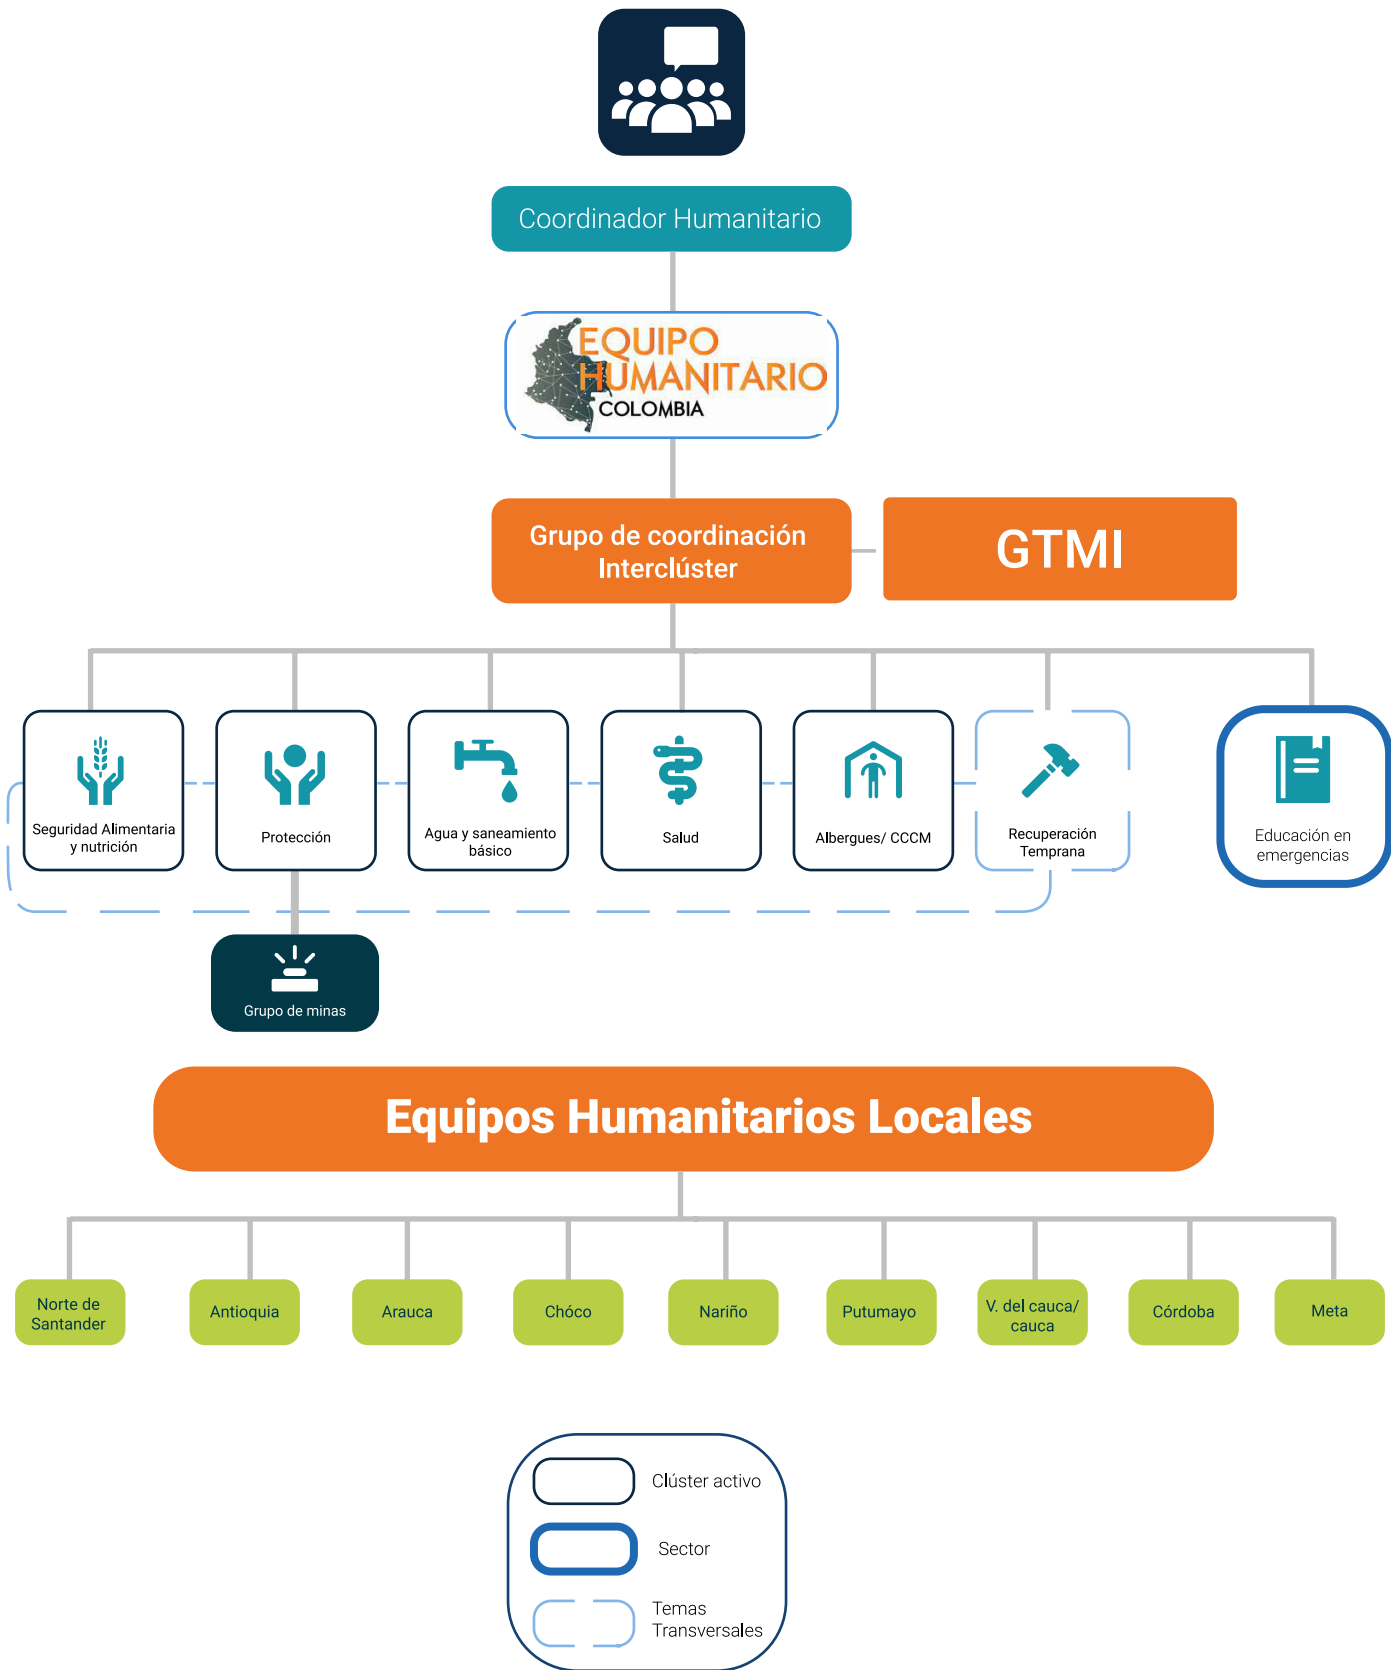 Coordinador Humanitario
EQUIPO
HUMANITARIO
COLOMBIA
Grupo de coordinación
Interclúster
GTMI
Seguridad Alimentaria
y nutrición
Protección
Agua y saneamiento
básico
Salud
Albergues/ CCCM
Recuperación
Temprana
Educación en
emergencias
Grupo de minas
Equipos Humanitarios Locales
Norte de
Santander
Antioquia
Arauca
Chóco
Nariño
Putumayo
V. del cauca/
cauca
Córdoba
Meta
Clúster activo
Sector
Temas
Transversales